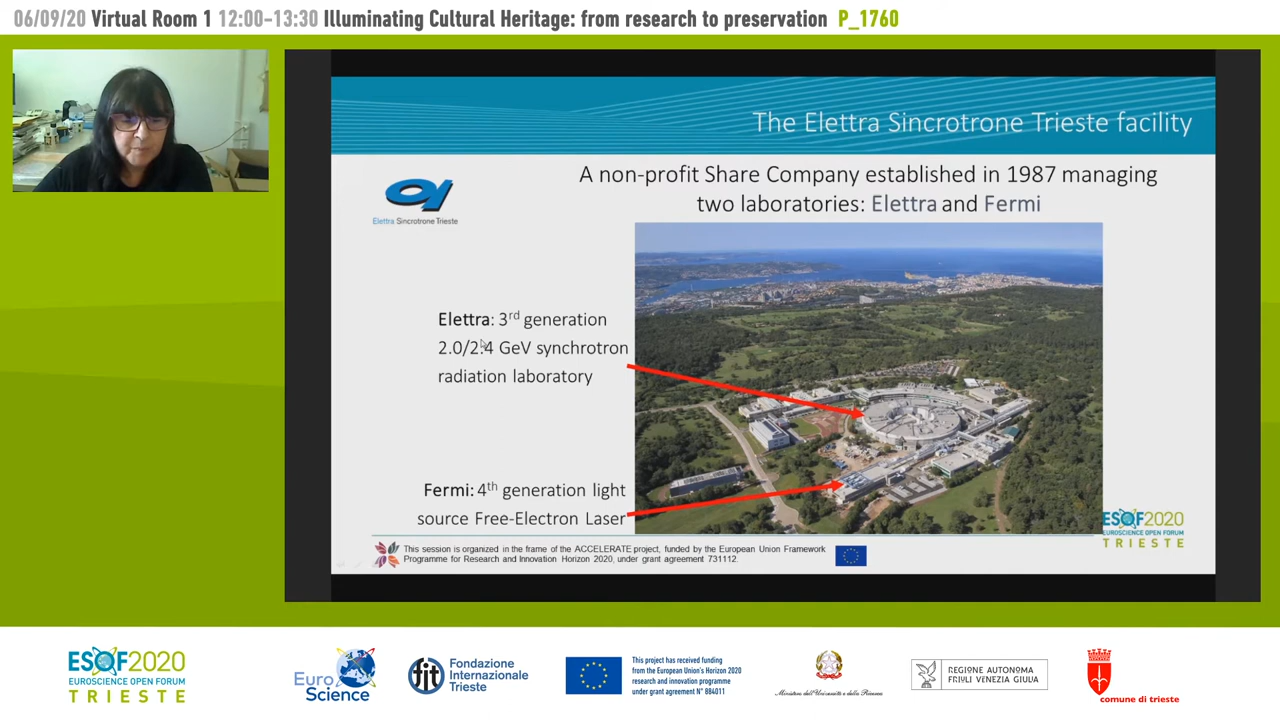 06/09/20 Virtual Room 1 12:00-13:30 Illuminating Cultural Heritage: from research to preservation P_1760
The Elettra Sincrotrone Trieste facility
A non-profit Share Company established in 1987 managing
two laboratories: Elettra and Fermi
Elettra Sincrotrone Trieste
Elettra: 3rd generation
2.0/2.4 GeV synchrotron
radiation laboratory
Fermi: 4th generation light
source Free-Electron Laser
ESOF2020
EUROSCIENCE OPEN FORUM
TRIESTE
This session is organized in the frame of the ACCELERATE project, funded by the European Union Framework
Programme for Research and Innovation Horizon 2020, under grant agreement 731112.
ESOF2020
EUROSCIENCE OPEN FORUM
TRIESTE
Euro
Science
fit
Fondazione
Internazionale
Trieste
This project has received funding
from the European Union's Horizon 2020
research and innovation programme
under grant agreement N° 884011
Ministero dell'Università e della Ricerca
REGIONE AUTONOMA
FRIULI VENEZIA GIULIA
comune di trieste